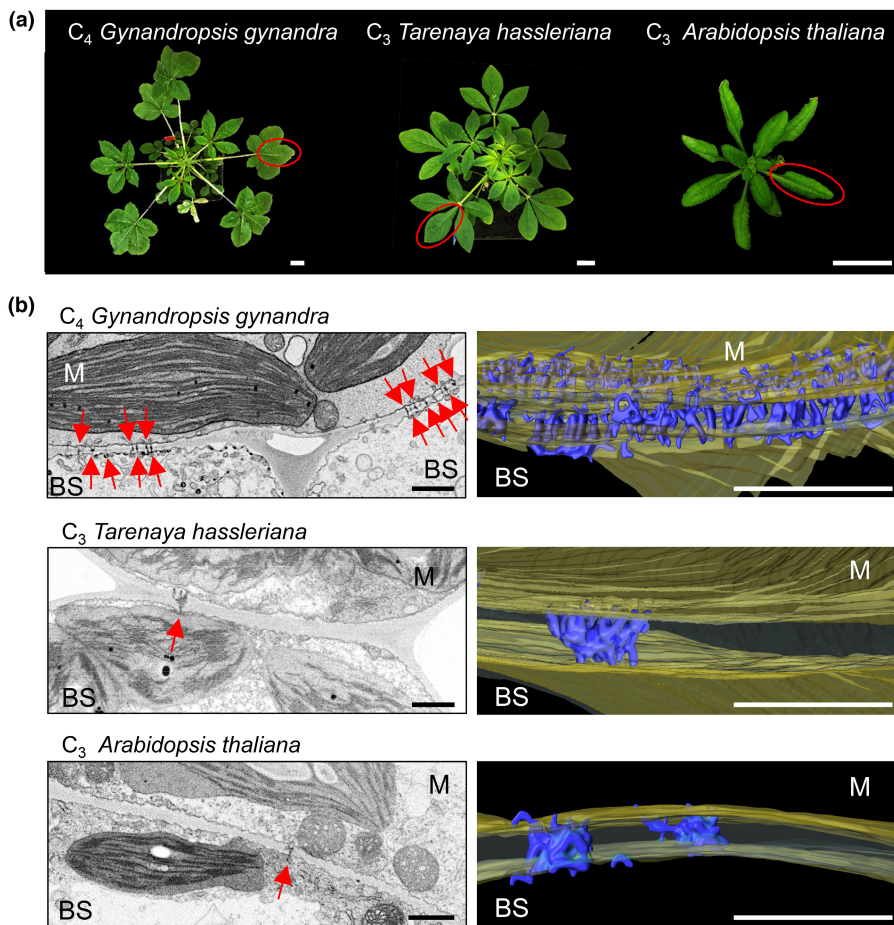 (a)
C₄ Gynandropsis gynandra C₃ Tarenaya hassleriana C₃ Arabidopsis thaliana
(b)
C₄ Gynandropsis gynandra
M
BS
BS
M
BS
C₃ Tarenaya hassleriana
M
BS
M
BS
C₃ Arabidopsis thaliana
M
BS
M
BS